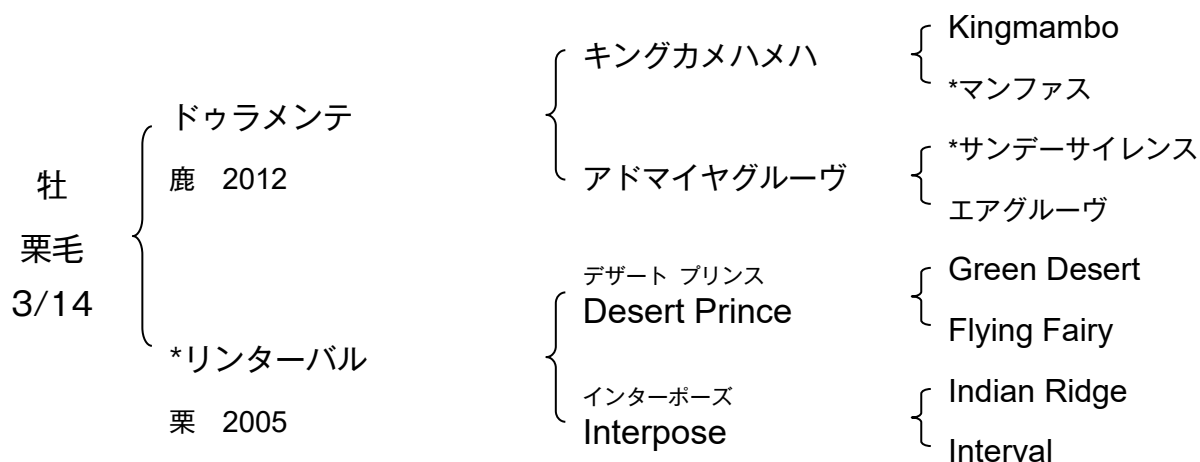 牡
栗毛
3/14
ドゥラメンテ
鹿 2012
*リンターバル
栗 2005
キングカメハメハ
アドマイヤグルーヴ
デザート プリンス
Desert Prince
インターポーズ
Interpose
Kingmambo
*マンファス
*サンデーサイレンス
エアグルーヴ
Green Desert
Flying Fairy
Indian Ridge
Interval